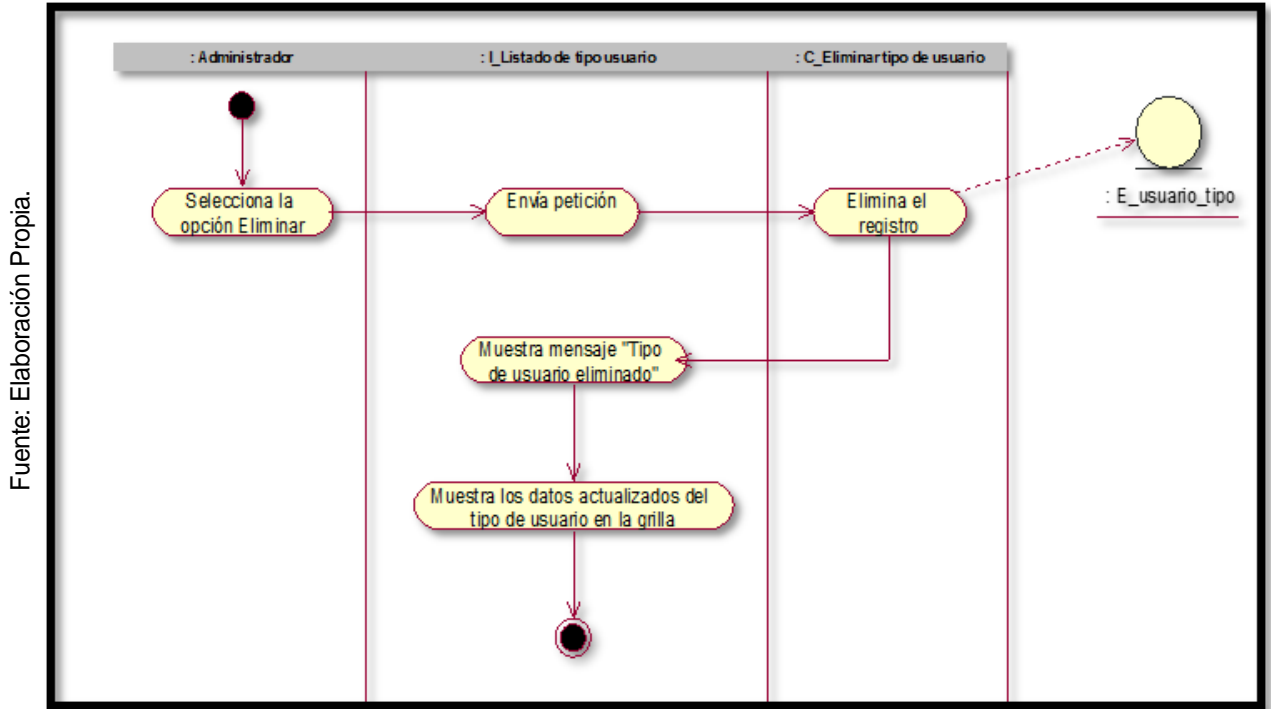 : Administrador
: I_Listado de tipo usuario
: C_Eliminar tipo de usuario
Selecciona la
opción Eliminar
Envía petición
Elimina el
registro
: E_usuario_tipo
Muestra mensaje "Tipo
de usuario eliminado"
Muestra los datos actualizados del
tipo de usuario en la grilla
Fuente: Elaboración Propia.